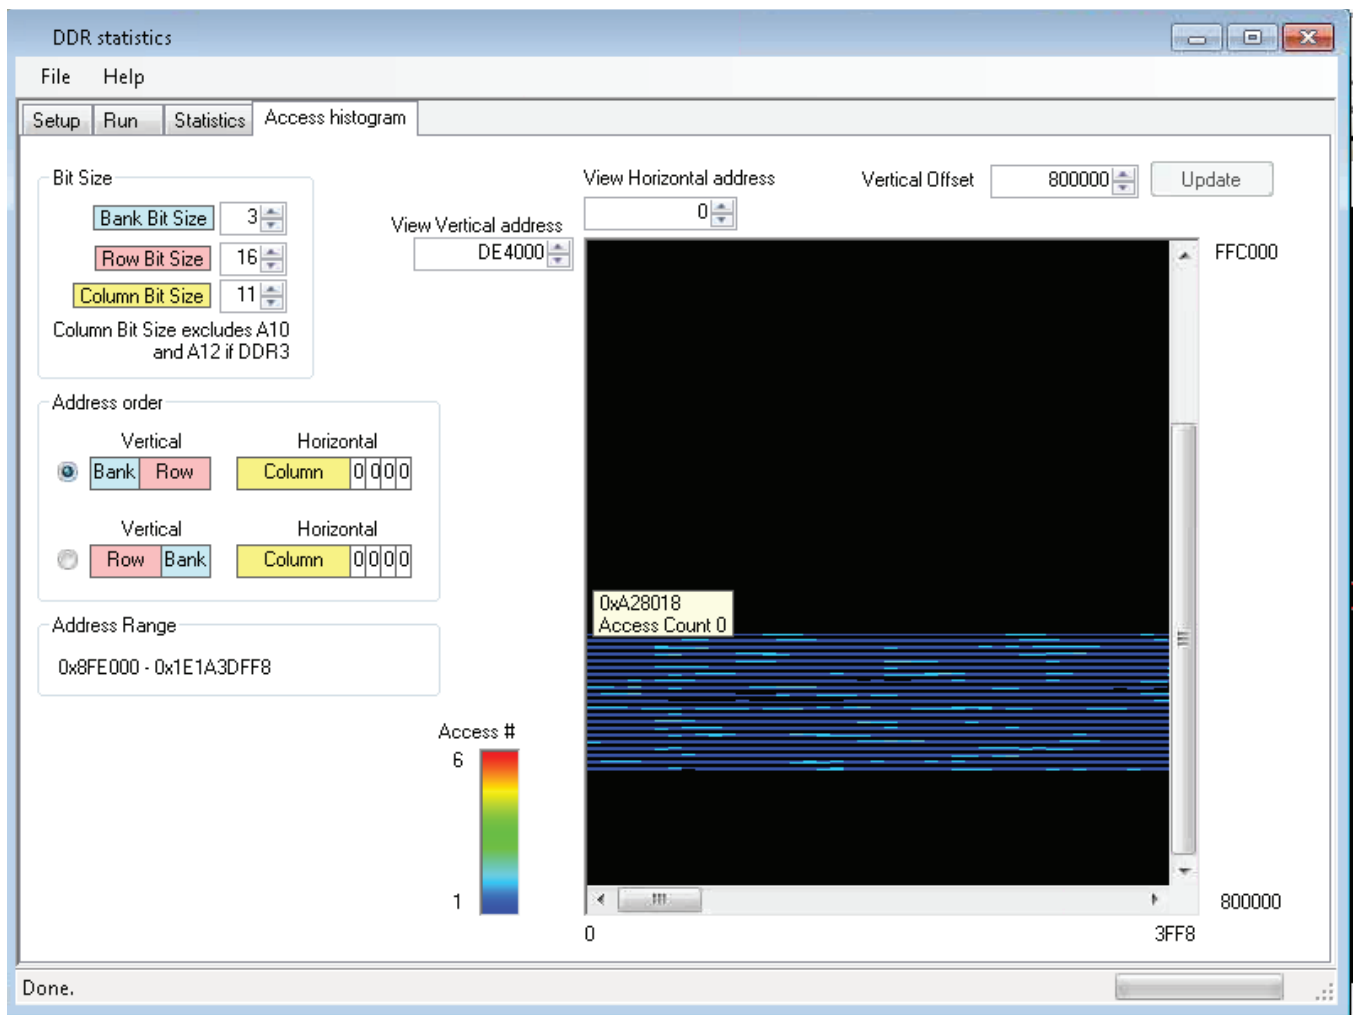 DDR statistics
File Help
Setup Run Statistics Access histogram
Bit Size
Bank Bit Size 3
Row Bit Size 16
Column Bit Size 11
Column Bit Size excludes A10
and A12 if DDR3
View Horizontal address
0
Vertical Offset 800000 Update
View Vertical address
DE4000
FFC000
Address order
Vertical Horizontal
Bank Row Column 0 0 0 0
Vertical Horizontal
Row Bank Column 0 0 0 0
Address Range
0x8FE000 - 0x1E1A3DFF8
0xA28018
Access Count 0
Access #
6
1
800000
0 3FF8
Done.